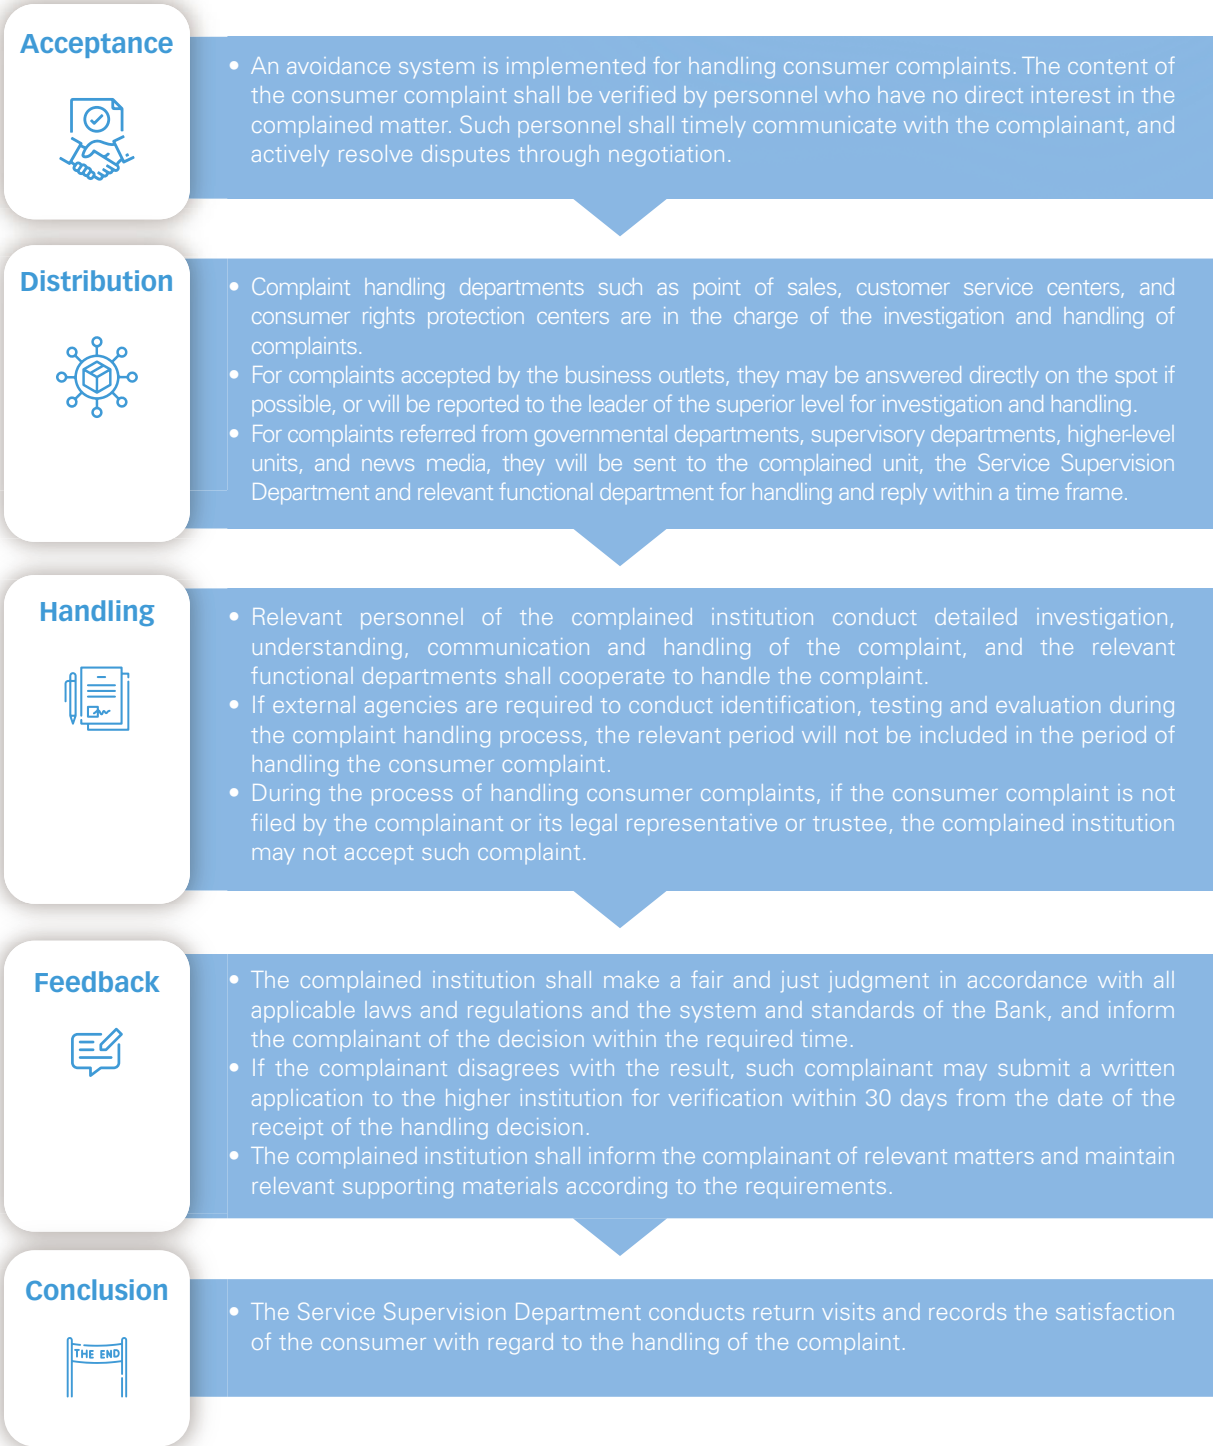 Acceptance
• An avoidance system is implemented for handling consumer complaints. The content of
the consumer complaint shall be verified by personnel who have no direct interest in the
complained matter. Such personnel shall timely communicate with the complainant, and
actively resolve disputes through negotiation.
Distribution
• Complaint handling departments such as point of sales, customer service centers, and
consumer rights protection centers are in the charge of the investigation and handling of
complaints.
• For complaints accepted by the business outlets, they may be answered directly on the spot if
possible, or will be reported to the leader of the superior level for investigation and handling.
• For complaints referred from governmental departments, supervisory departments, higher-level
units, and news media, they will be sent to the complained unit, the Service Supervision
Department and relevant functional department for handling and reply within a time frame.
Handling
• Relevant personnel of the complained institution conduct detailed investigation,
understanding, communication and handling of the complaint, and the relevant
functional departments shall cooperate to handle the complaint.
• If external agencies are required to conduct identification, testing and evaluation during
the complaint handling process, the relevant period will not be included in the period of
handling the consumer complaint.
• During the process of handling consumer complaints, if the consumer complaint is not
filed by the complainant or its legal representative or trustee, the complained institution
may not accept such complaint.
Feedback
• The complained institution shall make a fair and just judgment in accordance with all
applicable laws and regulations and the system and standards of the Bank, and inform
the complainant of the decision within the required time.
• If the complainant disagrees with the result, such complainant may submit a written
application to the higher institution for verification within 30 days from the date of the
receipt of the handling decision.
• The complained institution shall inform the complainant of relevant matters and maintain
relevant supporting materials according to the requirements.
Conclusion
THE END
• The Service Supervision Department conducts return visits and records the satisfaction
of the consumer with regard to the handling of the complaint.